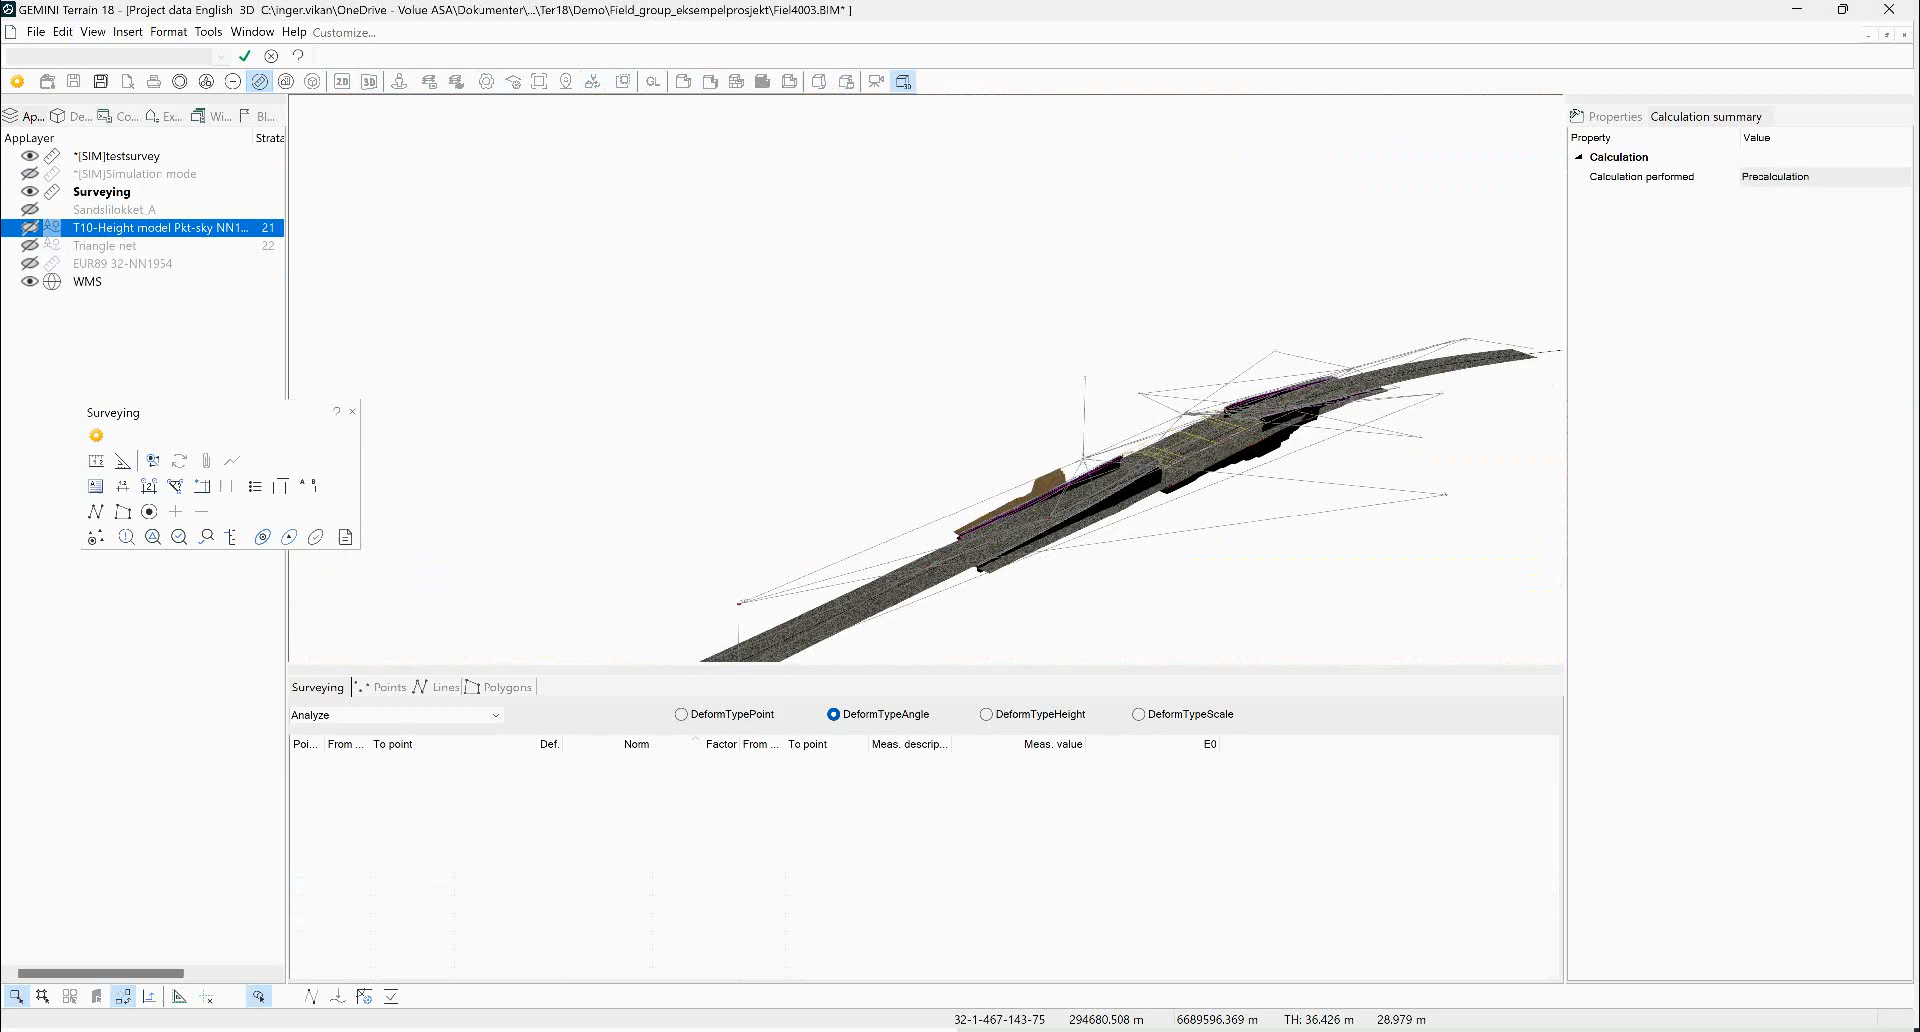 GEMINI Terrain 18 - [Project data English  3D  C:\inger.vikan\OneDrive - Volue ASA\Dokumenter\...\Ter18\Demo\Field_group_eksempelprosjekt\Fiel4003.BIM* ]
File Edit View Insert Format Tools Window Help Customize...
2D 3D GL
Ap... De... Co... Ex... Wi... Bl...
AppLayer Strata
*[SIM]testsurvey
*[SIM]Simulation mode
Surveying
Sandslilokket_A
T10-Height model Pkt-sky NN1... 21
Triangle net 22
EUR89 32-NN1954
WMS
Surveying ? ×
Properties Calculation summary
Property Value
Calculation
Calculation performed Precalculation
Surveying Points Lines Polygons
Analyze DeformTypePoint DeformTypeAngle DeformTypeHeight DeformTypeScale
Poi... From ... To point Def. Norm Factor From ... To point Meas. descrip... Meas. value E0
32-1-467-143-75 294680.508 m 6689596.369 m TH: 36.426 m 28.979 m